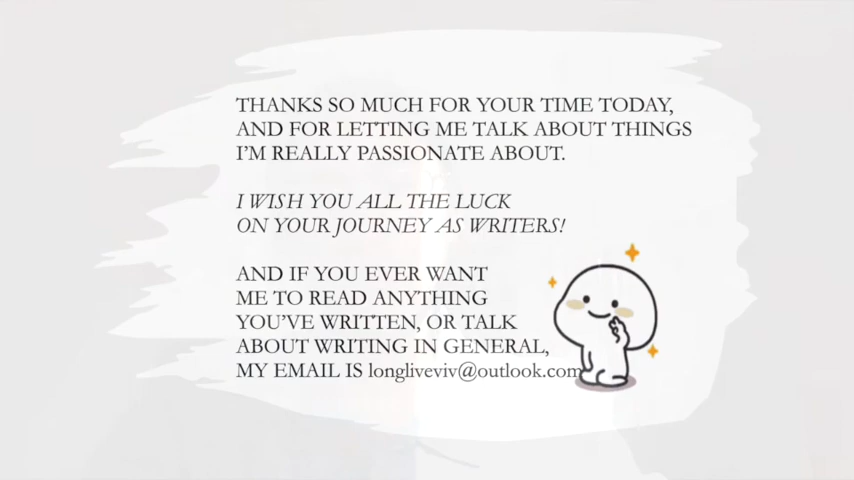 THANKS SO MUCH FOR YOUR TIME TODAY,
AND FOR LETTING ME TALK ABOUT THINGS
I'M REALLY PASSIONATE ABOUT.
I WISH YOU ALL THE LUCK
ON YOUR JOURNEY AS WRITERS!
AND IF YOU EVER WANT
ME TO READ ANYTHING
YOU'VE WRITTEN, OR TALK
ABOUT WRITING IN GENERAL,
MY EMAIL IS longliveviv@outlook.com